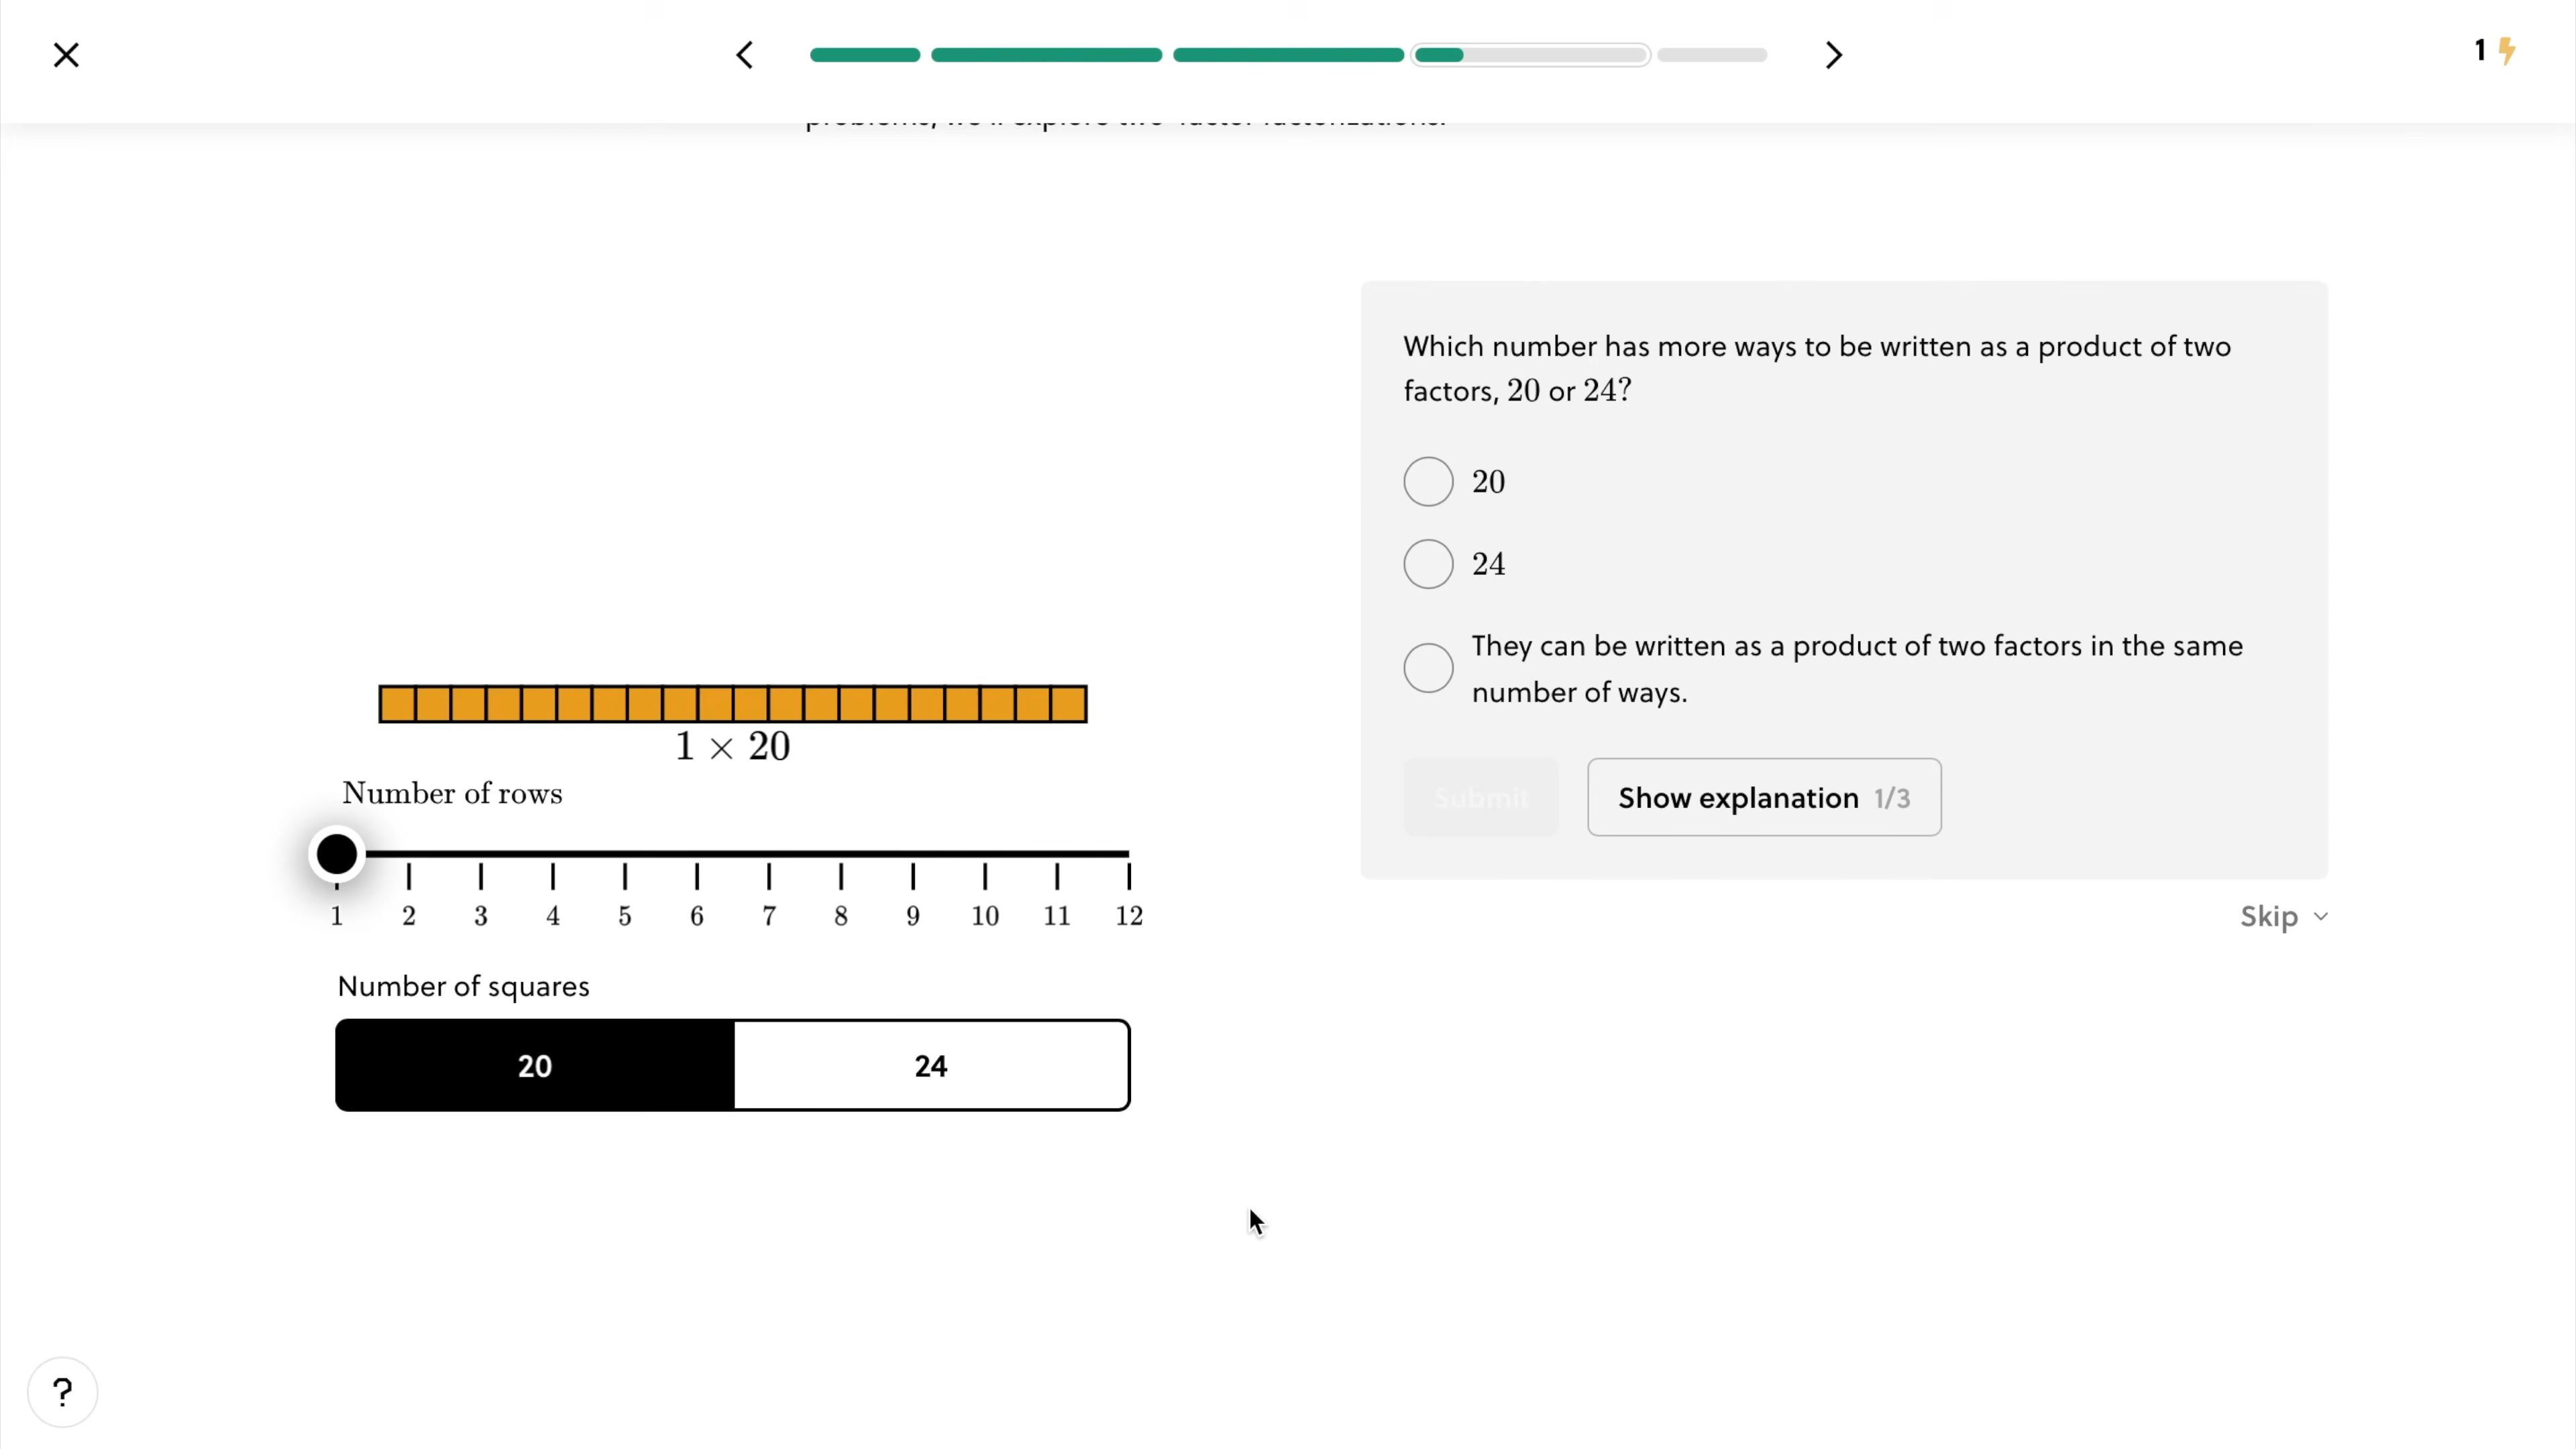 1
Which number has more ways to be written as a product of two
factors, 20 or 24?
20
24
They can be written as a product of two factors in the same
number of ways.
Submit
Show explanation 1/3
Skip
1 × 20
Number of rows
1 2 3 4 5 6 7 8 9 10 11 12
Number of squares
20 24
?